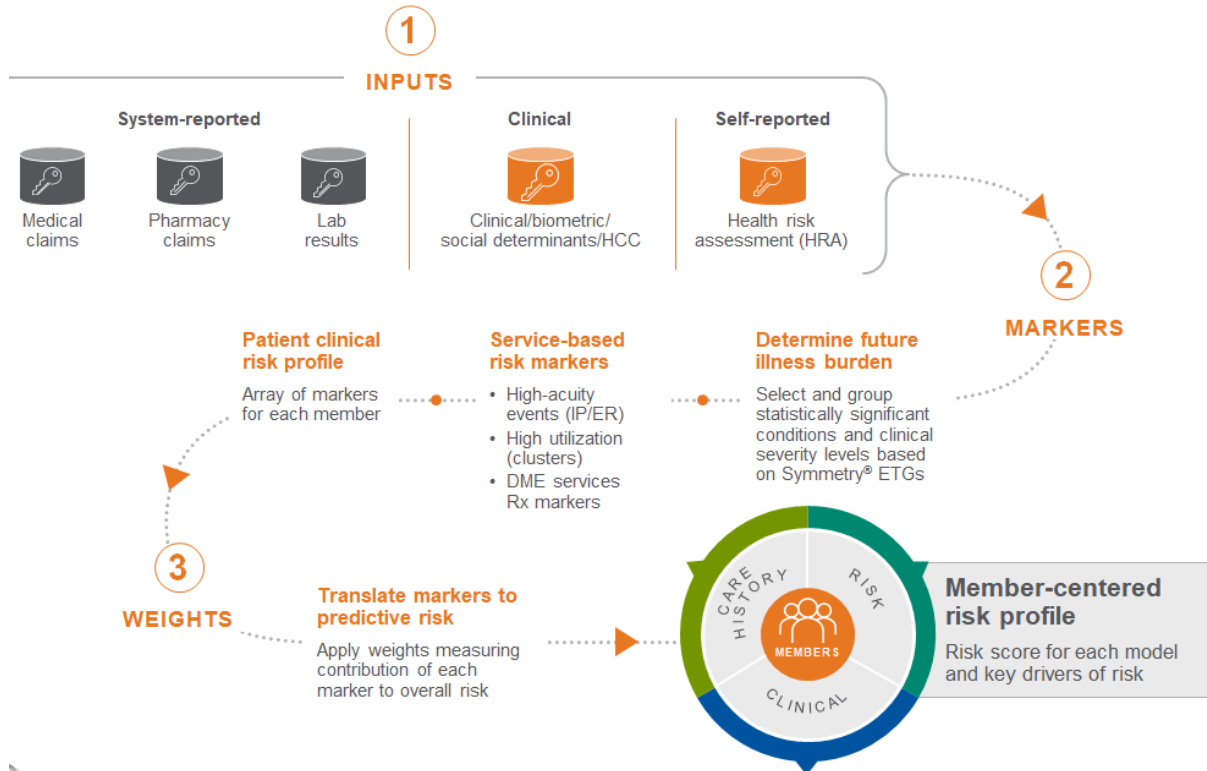 1
INPUTS
System-reported
Medical
claims
Pharmacy
claims
Lab
results
Clinical
Clinical/biometric/
social determinants/HCC
Self-reported
Health risk
assessment (HRA)
2
MARKERS
Determine future
illness burden
Select and group
statistically significant
conditions and clinical
severity levels based
on Symmetry® ETGs
Service-based
risk markers
• High-acuity
events (IP/ER)
• High utilization
(clusters)
• DME services
Rx markers
Patient clinical
risk profile
Array of markers
for each member
3
WEIGHTS
Translate markers to
predictive risk
Apply weights measuring
contribution of each
marker to overall risk
CARE
HISTORY
RISK
CLINICAL
MEMBERS
Member-centered
risk profile
Risk score for each model
and key drivers of risk